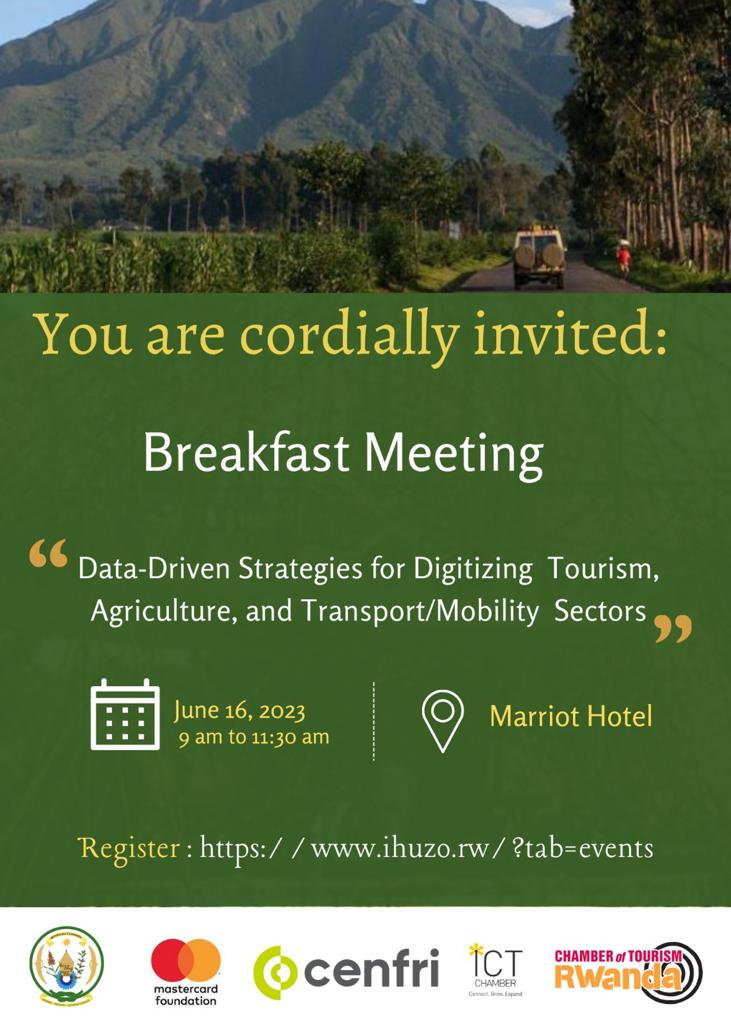 You are cordially invited:
Breakfast Meeting
“Data-Driven Strategies for Digitizing Tourism,
Agriculture, and Transport/Mobility Sectors”
June 16, 2023
9 am to 11:30 am
Marriot Hotel
Register : https:/ / www.ihuzo.rw/ ?tab=events
mastercard
foundation
cenfri
iCT
CHAMBER
Connect. Grow. Expand.
CHAMBER of TOURISM
Rwanda